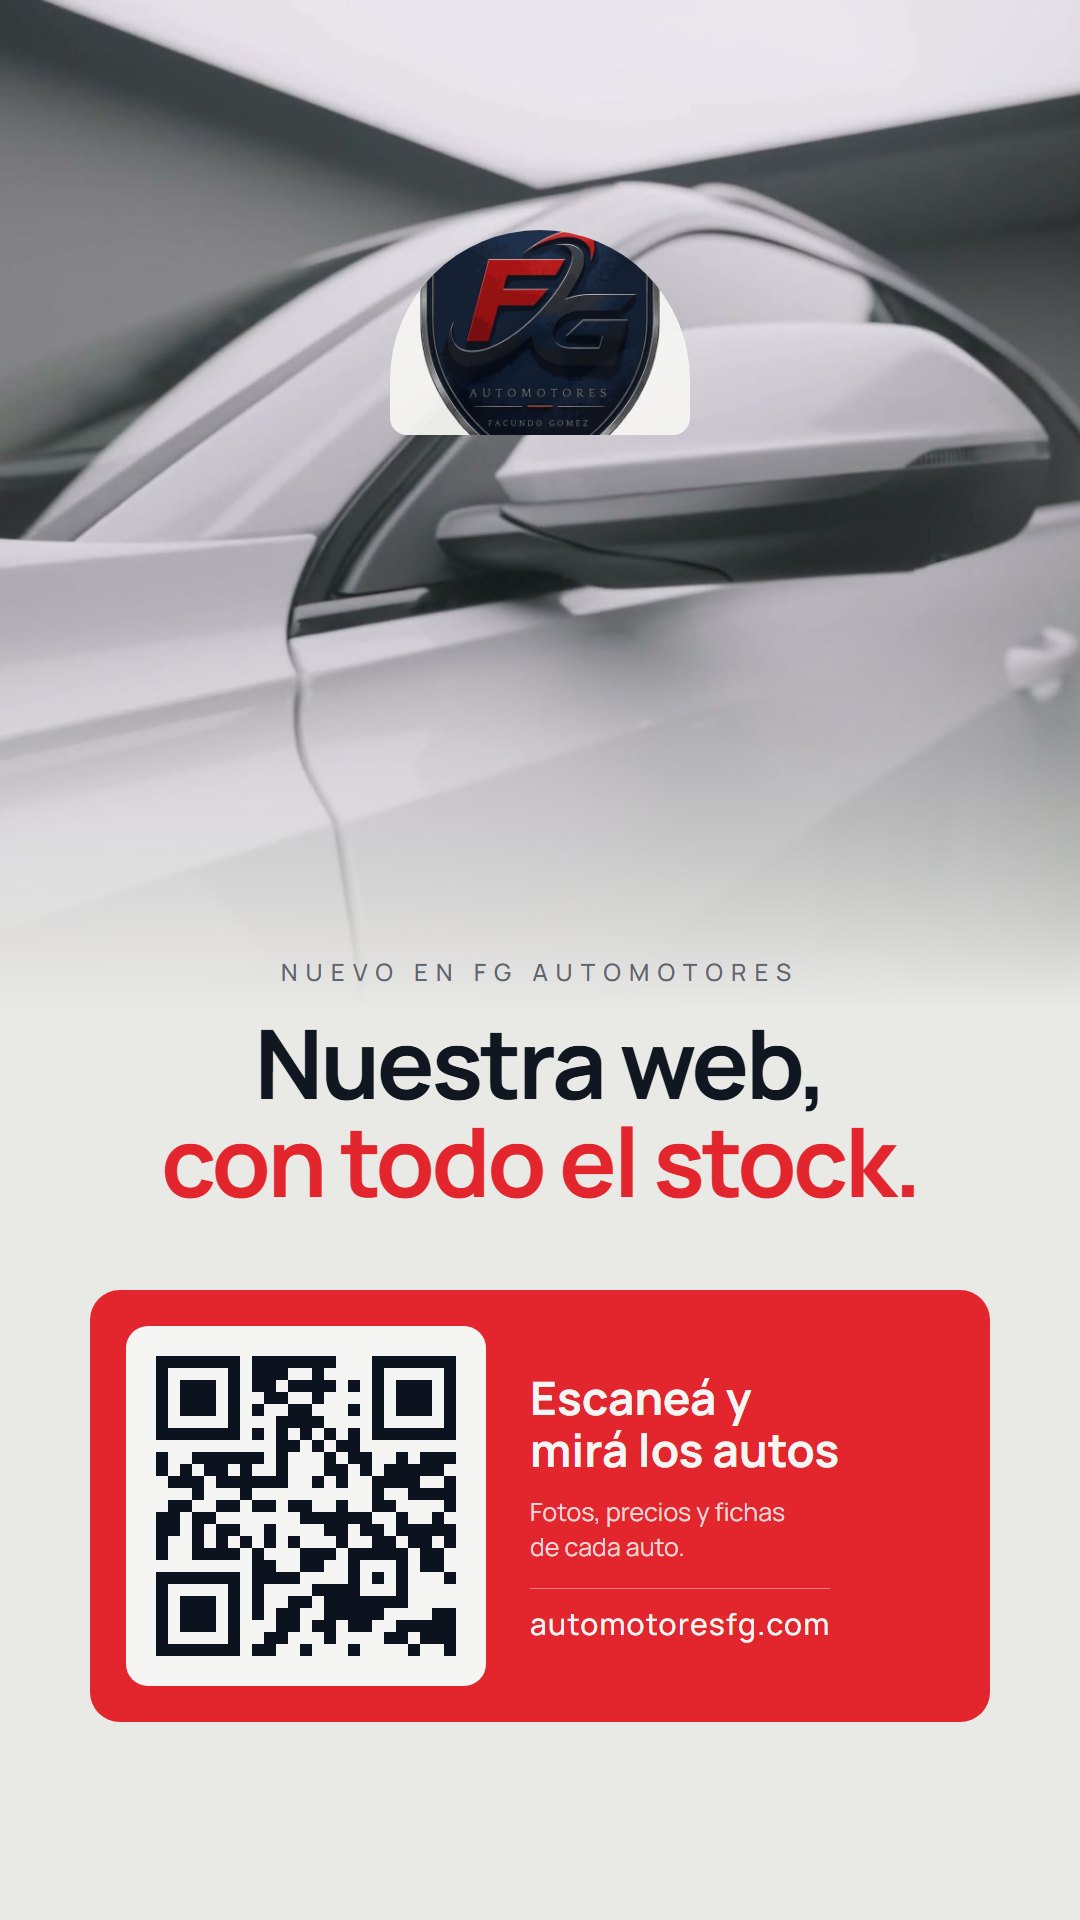 FG
AUTOMOTORES
FACUNDO GOMEZ
NUEVO EN FG AUTOMOTORES
Nuestra web,
con todo el stock.
Escaneá y
mirá los autos
Fotos, precios y fichas
de cada auto.
automotoresfg.com